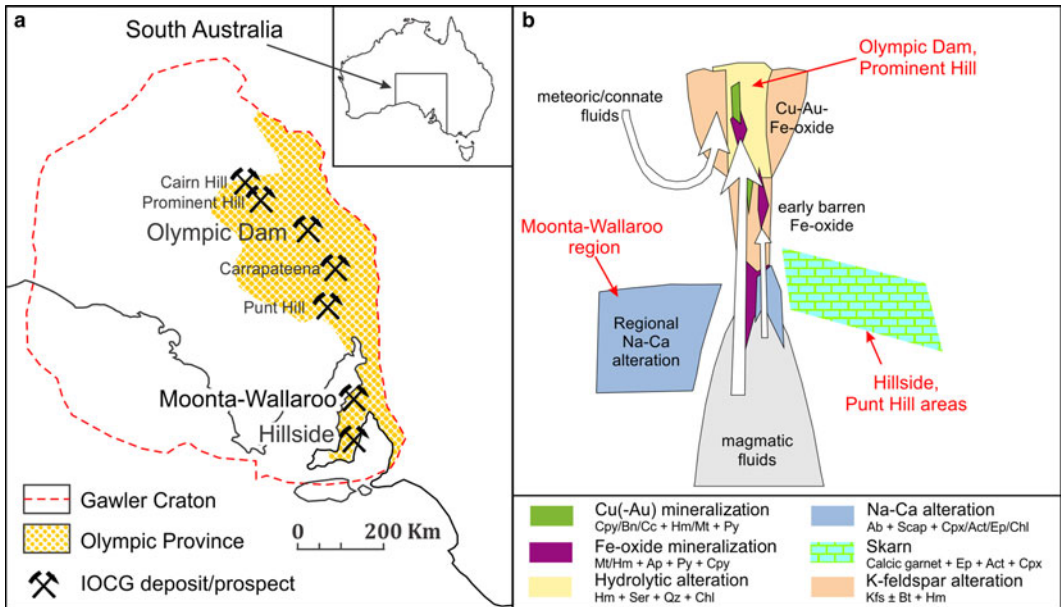 a
South Australia
Cairn Hill
Prominent Hill
Olympic Dam
Carrapateena
Punt Hill
Moonta-Wallaroo
Hillside
Gawler Craton
Olympic Province
IOCG deposit/prospect
0 200 Km
b
Olympic Dam,
Prominent Hill
meteoric/connate
fluids
Cu-Au-
Fe-oxide
early barren
Fe-oxide
Moonta-Wallaroo
region
Regional
Na-Ca
alteration
Hillside,
Punt Hill areas
magmatic
fluids
Cu(-Au) mineralization
Cpy/Bn/Cc + Hm/Mt + Py
Fe-oxide mineralization
Mt/Hm + Ap + Py + Cpy
Hydrolytic alteration
Hm + Ser + Qz + Chl
Na-Ca alteration
Ab + Scap + Cpx/Act/Ep/Chl
Skarn
Calcic garnet + Ep + Act + Cpx
K-feldspar alteration
Kfs ± Bt + Hm